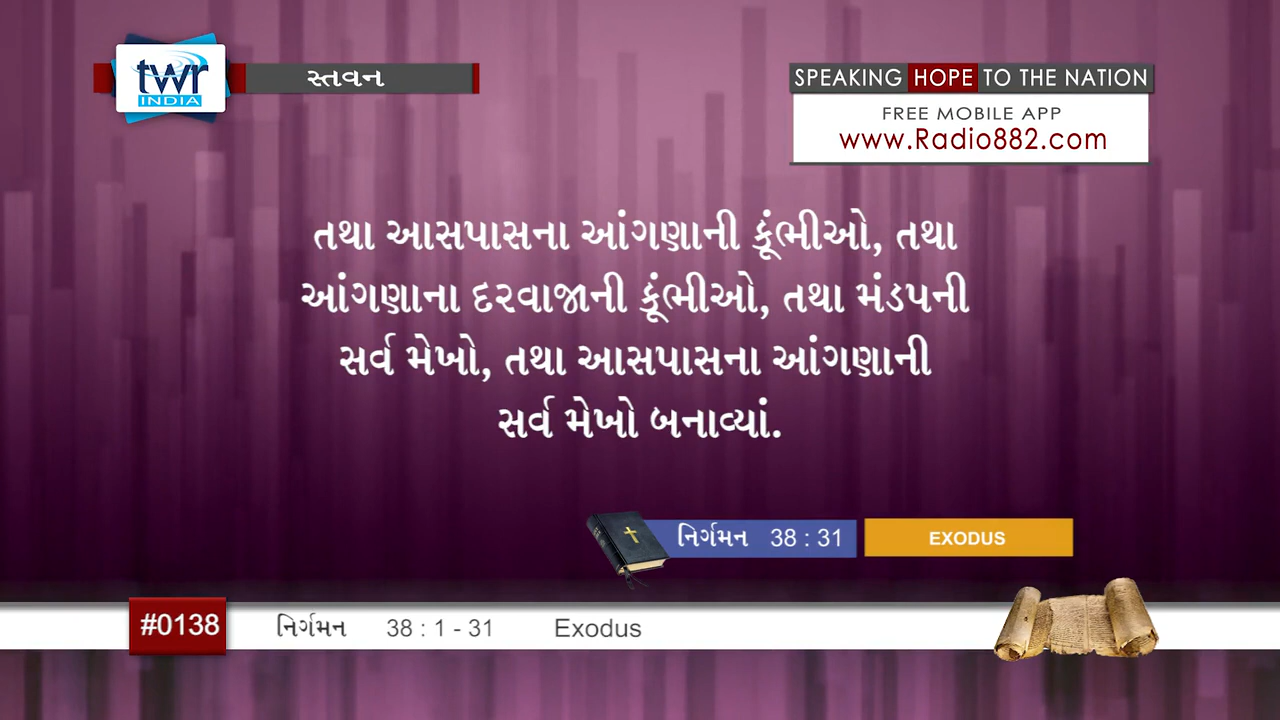 twr
INDIA
સ્તવન
SPEAKING HOPE TO THE NATION
FREE MOBILE APP
www.Radio882.com
તથા આસપાસના આંગણાની કૂંભીઓ, તથા
આંગણાના દરવાજાની કૂંભીઓ, તથા મંડપની
સર્વ મેખો, તથા આસપાસના આંગણાની
સર્વ મેખો બનાવ્યાં.
નિર્ગમન 38 : 31 EXODUS
#0138 નિર્ગમન 38 : 1 - 31 Exodus